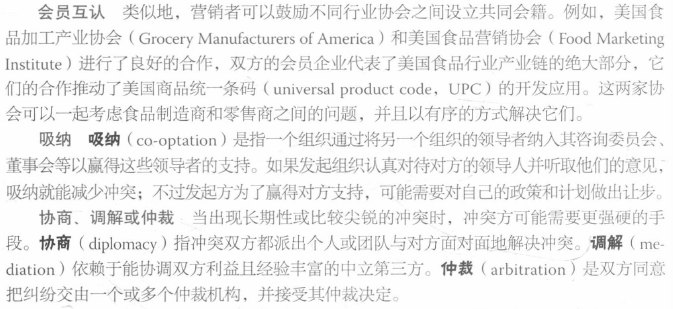 会员互认 类似地，营销者可以鼓励不同行业协会之间设立共同会籍。例如，美国食
品加工产业协会（Grocery Manufacturers of America）和美国食品营销协会（Food Marketing
Institute）进行了良好的合作，双方的会员企业代表了美国食品行业产业链的绝大部分，它
们的合作推动了美国商品统一条码（universal product code，UPC）的开发应用。这两家协
会可以一起考虑食品制造商和零售商之间的问题，并且以有序的方式解决它们。
吸纳 吸纳（co-optation）是指一个组织通过将另一个组织的领导者纳入其咨询委员会、
董事会等以赢得这些领导者的支持。如果发起组织认真对待对方的领导人并听取他们的意见，
吸纳就能减少冲突；不过发起方为了赢得对方支持，可能需要对自己的政策和计划做出让步。
协商、调解或仲裁 当出现长期性或比较尖锐的冲突时，冲突方可能需要更强硬的手
段。协商（diplomacy）指冲突双方都派出个人或团队与对方面对面地解决冲突。调解（me-
diation）依赖于能协调双方利益且经验丰富的中立第三方。仲裁（arbitration）是双方同意
把纠纷交由一个或多个仲裁机构，并接受其仲裁决定。